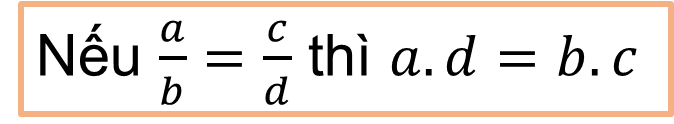 Nếu a/b = c/d thì a.d = b.c